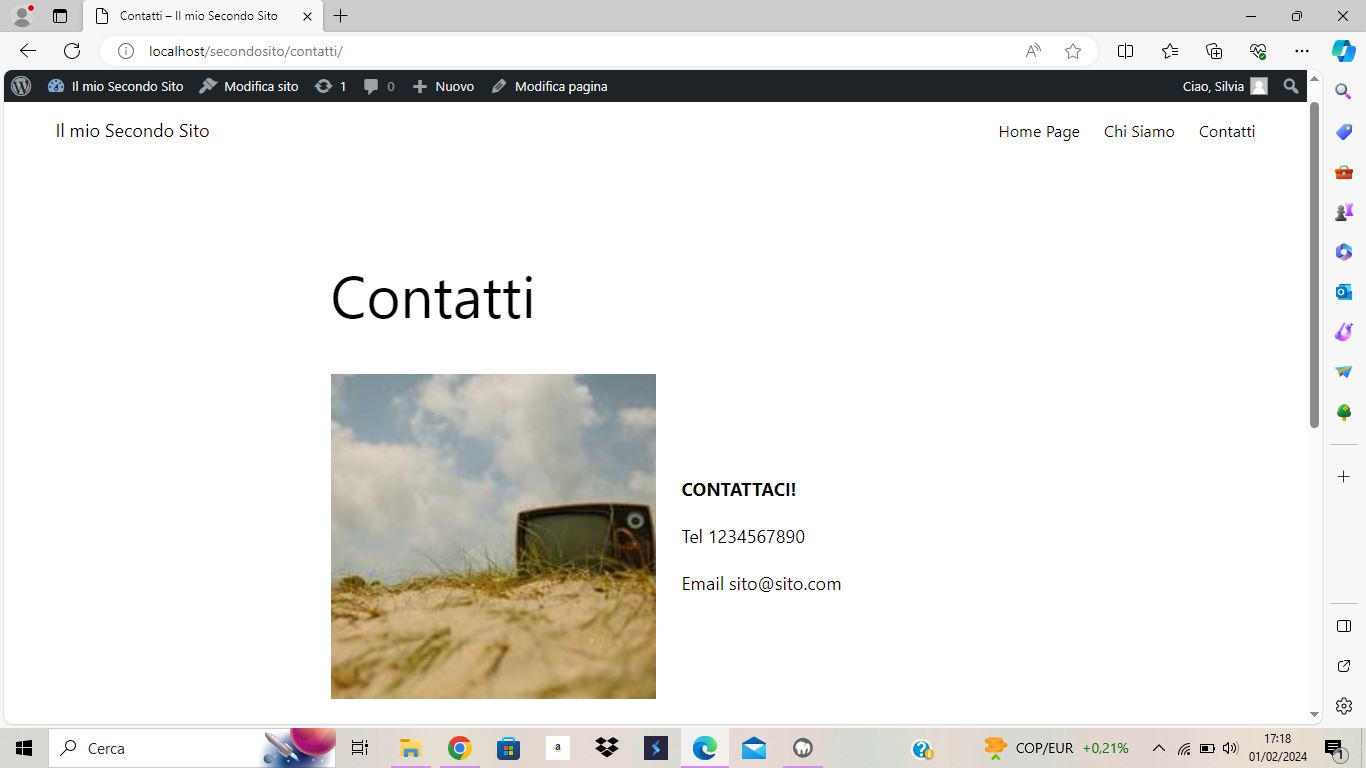 Contatti – Il mio Secondo Sito
localhost/secondosito/contatti/
Il mio Secondo Sito
Modifica sito
1
0
Nuovo
Modifica pagina
Ciao, Silvia
Il mio Secondo Sito
Home Page
Chi Siamo
Contatti
Contatti
CONTATTACI!
Tel 1234567890
Email sito@sito.com
Cerca
a
COP/EUR +0,21%
17:18
01/02/2024
1